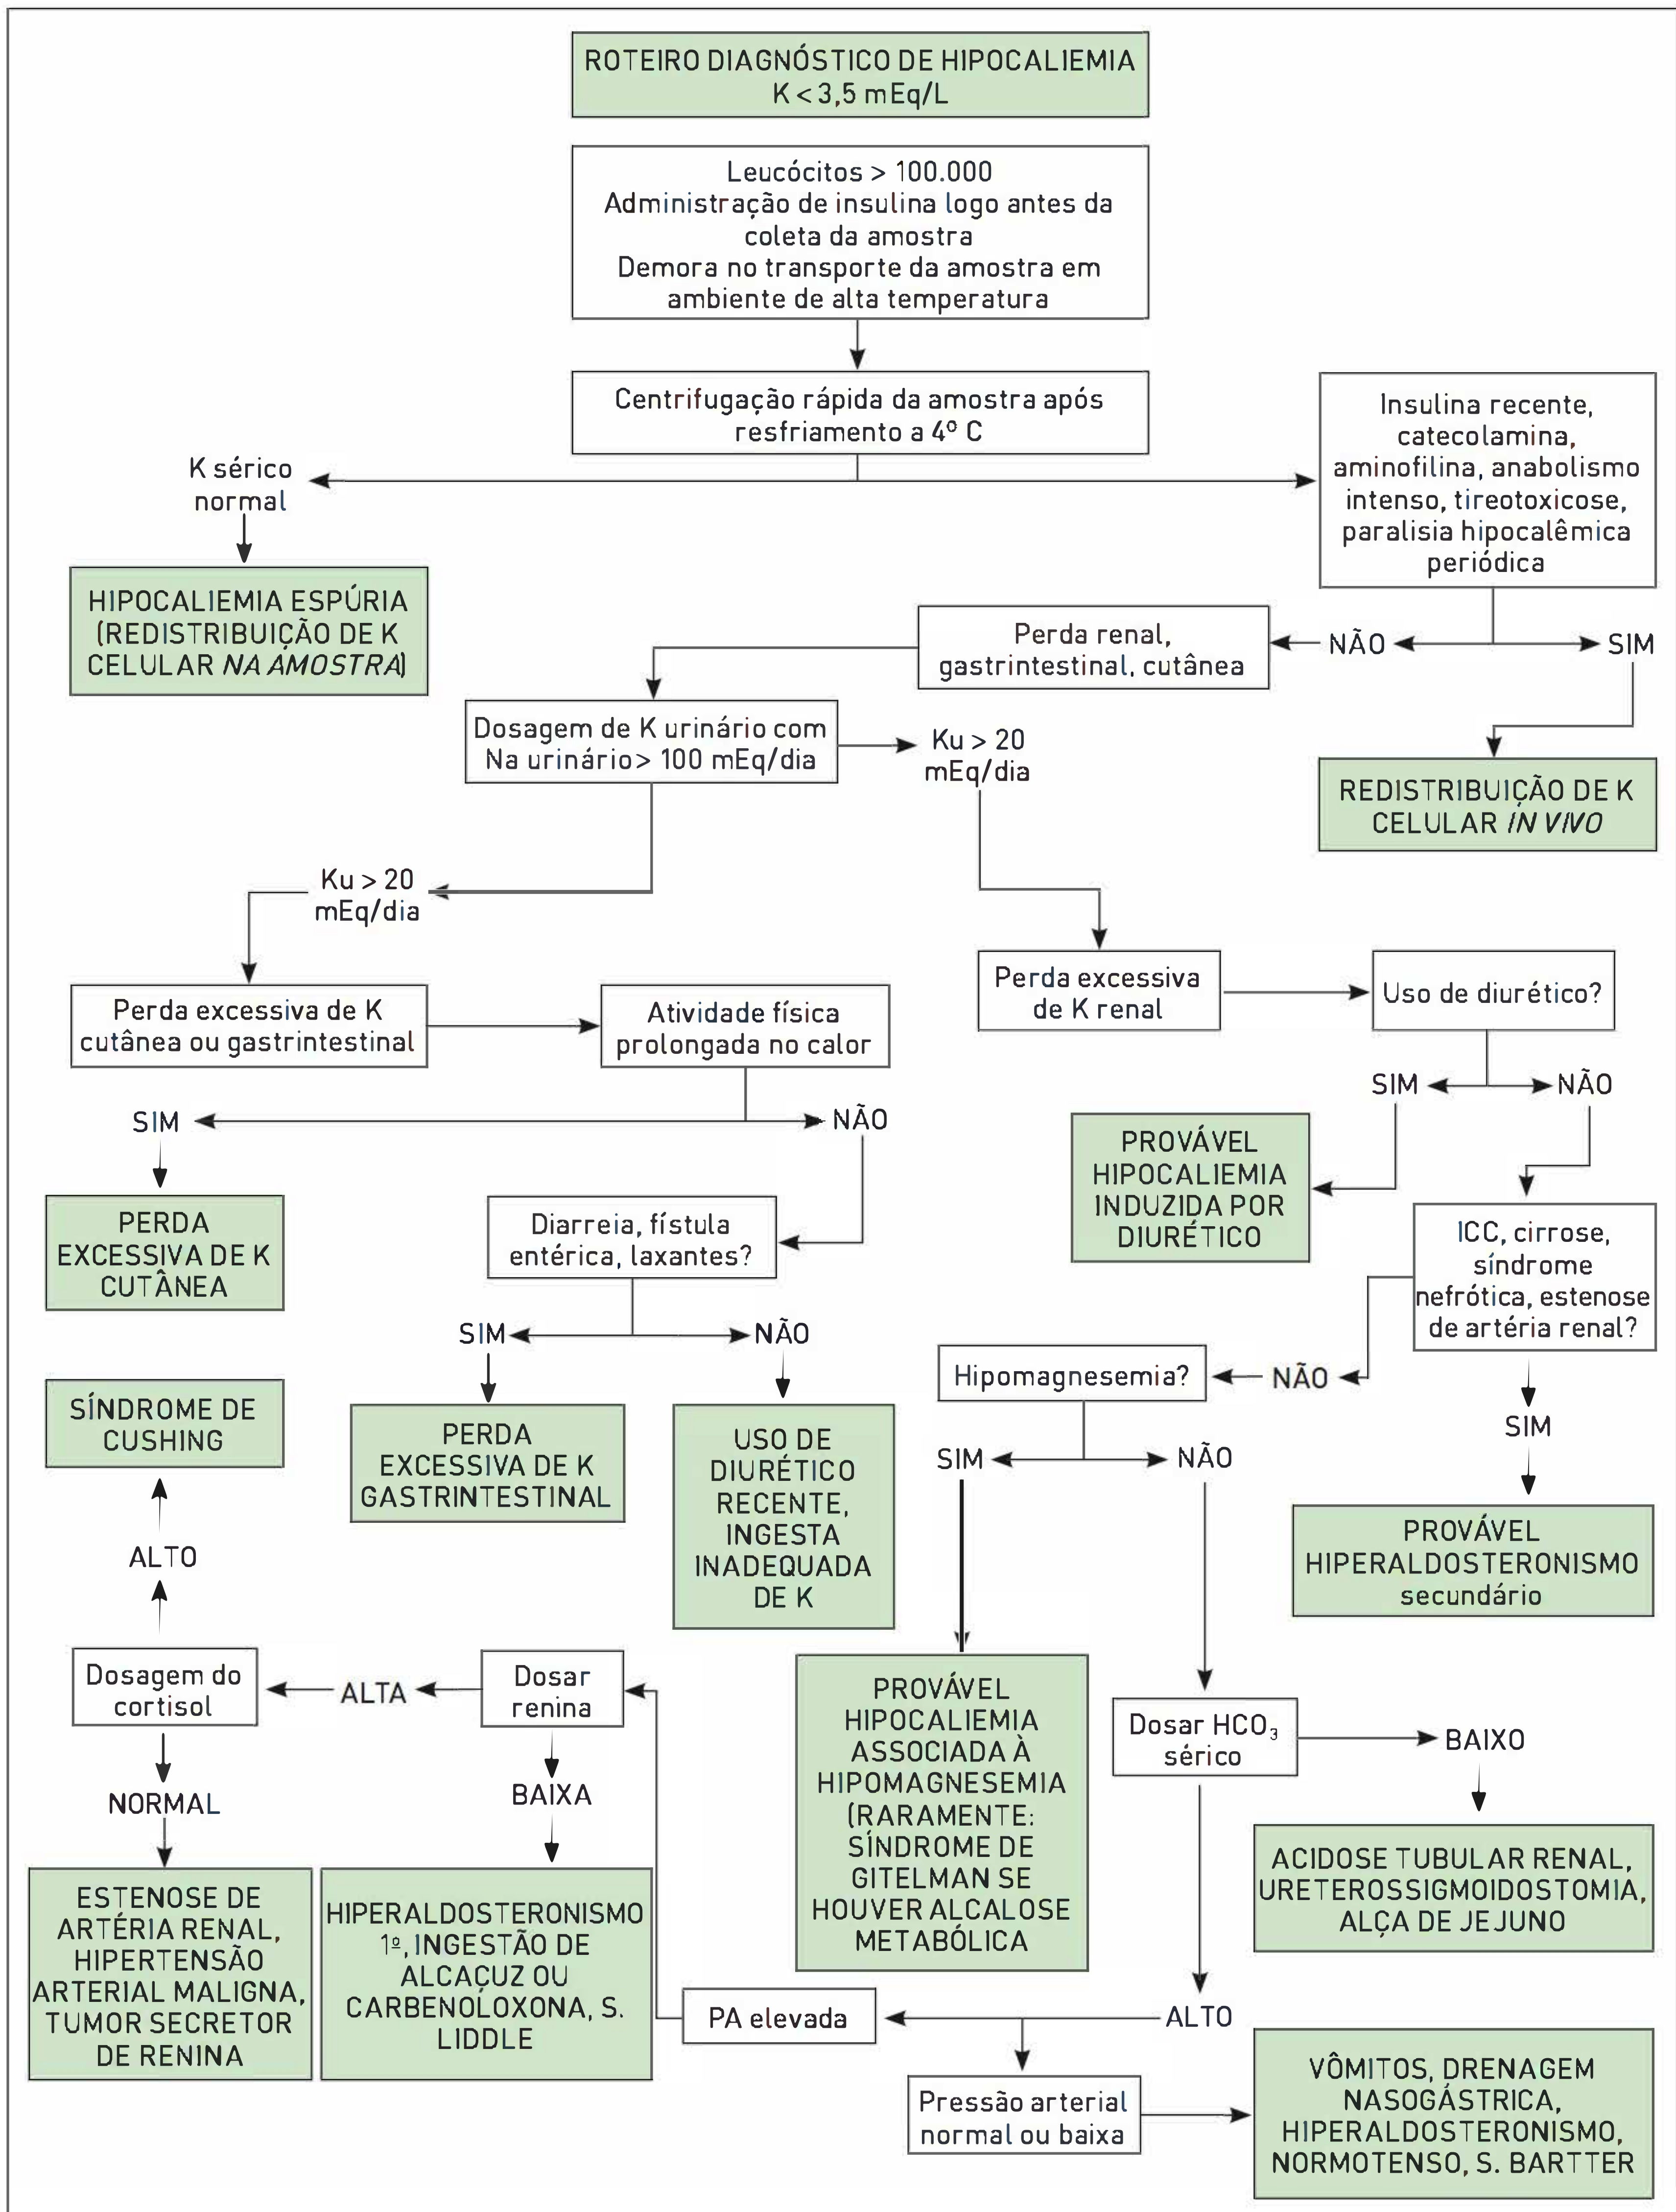 ROTEIRO DIAGNÓSTICO DE HIPOCALIEMIA
K < 3,5 mEq/L
Leucócitos > 100.000
Administração de insulina logo antes da
coleta da amostra
Demora no transporte da amostra em
ambiente de alta temperatura
Centrifugação rápida da amostra após
resfriamento a 4º C
K sérico
normal
Insulina recente,
catecolamina,
aminofilina, anabolismo
intenso, tireotoxicose,
paralisia hipocalêmica
periódica
HIPOCALIEMIA ESPÚRIA
(REDISTRIBUIÇÃO DE K
CELULAR NA AMOSTRA)
Perda renal,
gastrintestinal, cutânea
NÃO
SIM
Dosagem de K urinário com
Na urinário> 100 mEq/dia
Ku > 20
mEq/dia
REDISTRIBUIÇÃO DE K
CELULAR IN VIVO
Ku > 20
mEq/dia
Perda excessiva de K
cutânea ou gastrintestinal
Atividade física
prolongada no calor
Perda excessiva
de K renal
Uso de diurético?
SIM
NÃO
SIM
NÃO
PERDA
EXCESSIVA DE K
CUTÂNEA
Diarreia, fístula
entérica, laxantes?
PROVÁVEL
HIPOCALIEMIA
INDUZIDA POR
DIURÉTICO
ICC, cirrose,
síndrome
nefrótica, estenose
de artéria renal?
SIM
NÃO
Hipomagnesemia?
NÃO
SIM
SÍNDROME DE
CUSHING
PERDA
EXCESSIVA DE K
GASTRINTESTINAL
USO DE
DIURÉTICO
RECENTE,
INGESTA
INADEQUADA
DE K
SIM
NÃO
PROVÁVEL
HIPERALDOSTERONISMO
secundário
ALTO
Dosagem do
cortisol
ALTA
Dosar
renina
PROVÁVEL
HIPOCALIEMIA
ASSOCIADA À
HIPOMAGNESEMIA
(RARAMENTE:
SÍNDROME DE
GITELMAN SE
HOUVER ALCALOSE
METABÓLICA
Dosar HCO3
sérico
BAIXO
NORMAL
BAIXA
ACIDOSE TUBULAR RENAL,
URETEROSSIGMOIDOSTOMIA,
ALÇA DE JEJUNO
ESTENOSE DE
ARTÉRIA RENAL,
HIPERTENSÃO
ARTERIAL MALIGNA,
TUMOR SECRETOR
DE RENINA
HIPERALDOSTERONISMO
1º, INGESTÃO DE
ALCAÇUZ OU
CARBENOLOXONA, S.
LIDDLE
PA elevada
ALTO
Pressão arterial
normal ou baixa
VÔMITOS, DRENAGEM
NASOGÁSTRICA,
HIPERALDOSTERONISMO,
NORMOTENSO, S. BARTTER